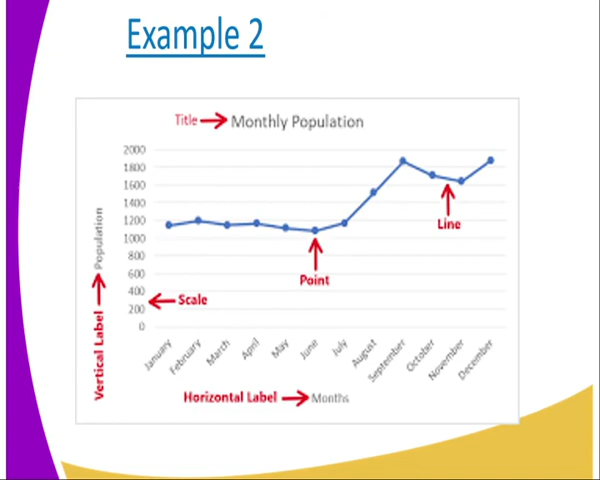 Example 2
Title Monthly Population
2000
1800
1600
1400
1200
1000
800
600
400
200
0
Scale
Point
Line
Vertical Label Population
January
February
March
April
May
June
July
August
September
October
November
December
Horizontal Label Months